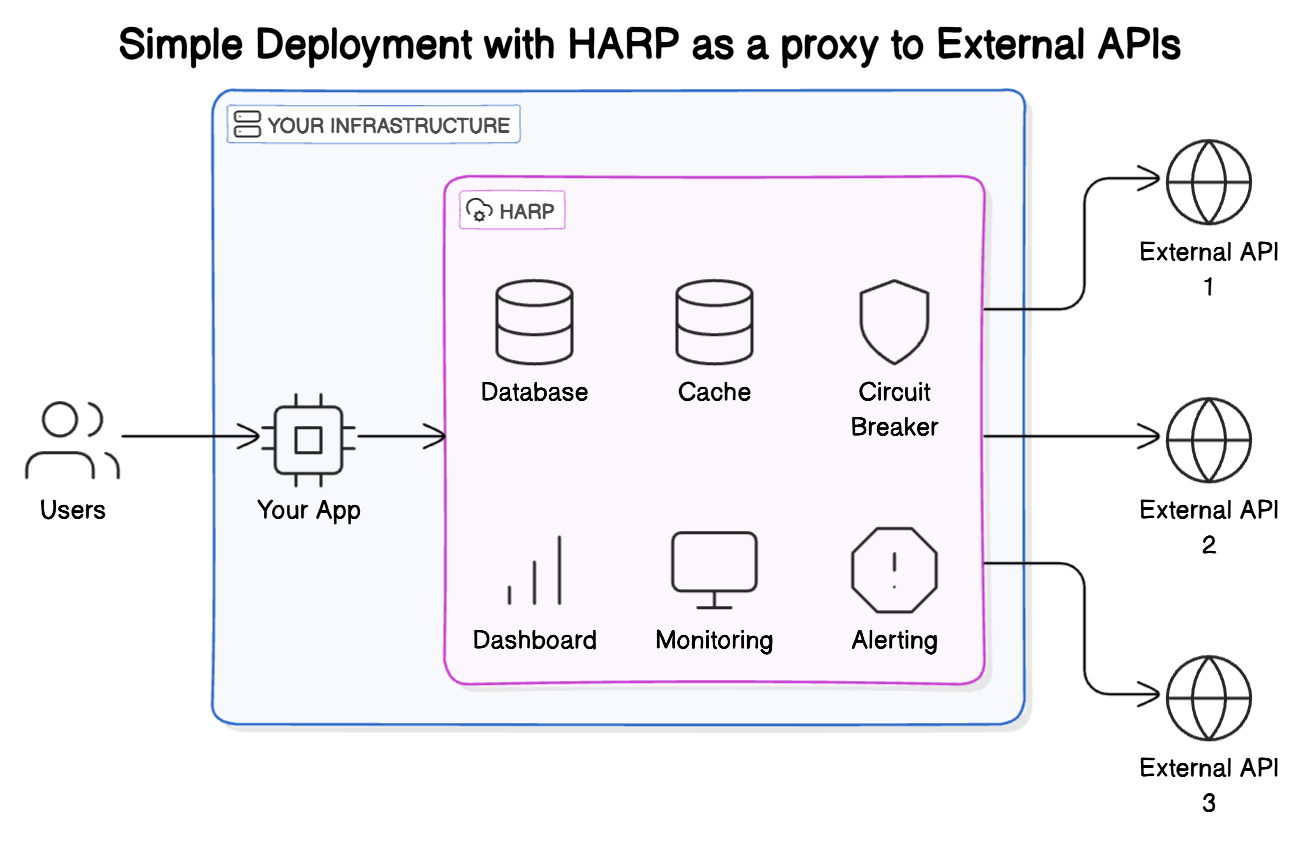 Simple Deployment with HARP as a proxy to External APIs
YOUR INFRASTRUCTURE
HARP
External API
1
Database
Cache
Circuit
Breaker
Users
Your App
External API
2
Dashboard
Monitoring
Alerting
External API
3